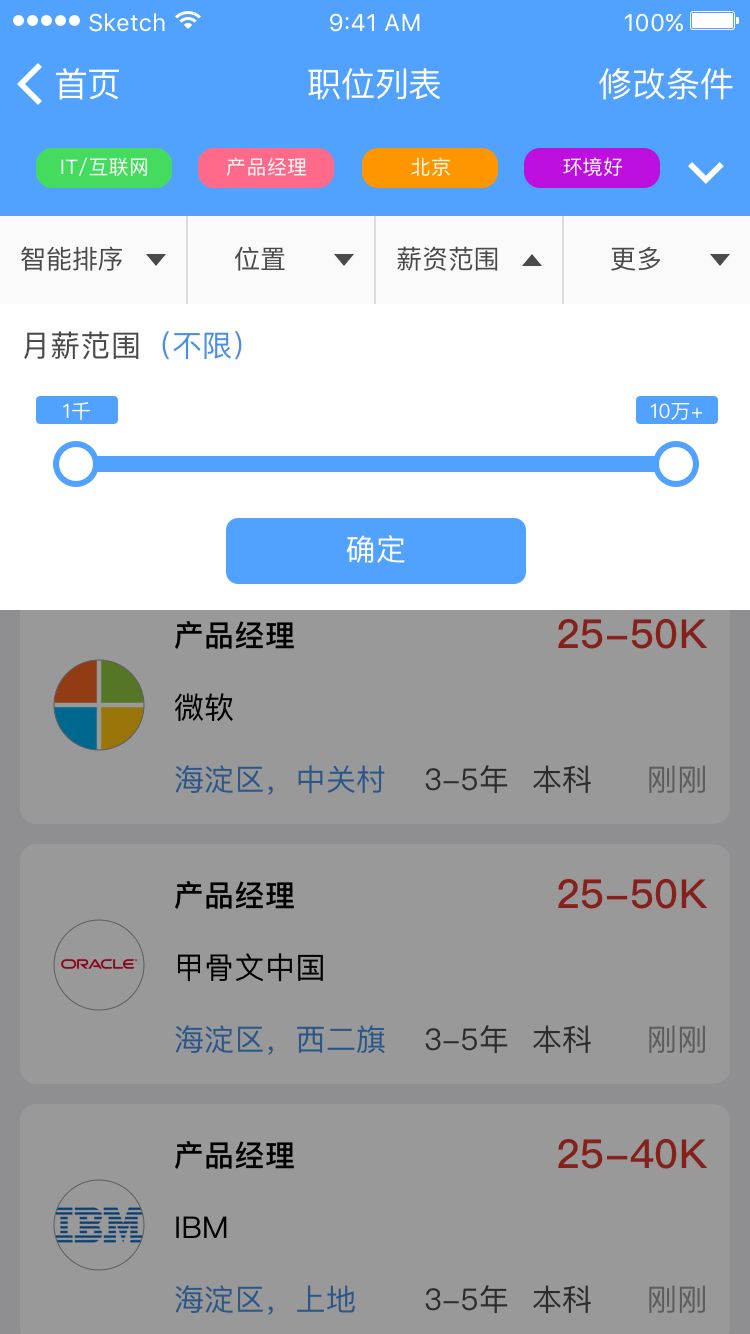 Sketch 9:41 AM 100%
首页 职位列表 修改条件
IT/互联网 产品经理 北京 环境好
智能排序 位置 薪资范围 更多
月薪范围（不限）
1千 10万+
确定
产品经理 25–50K
微软
海淀区，中关村 3–5年 本科 刚刚
产品经理 25–50K
ORACLE
甲骨文中国
海淀区，西二旗 3–5年 本科 刚刚
产品经理 25–40K
IBM IBM
海淀区，上地 3–5年 本科 刚刚